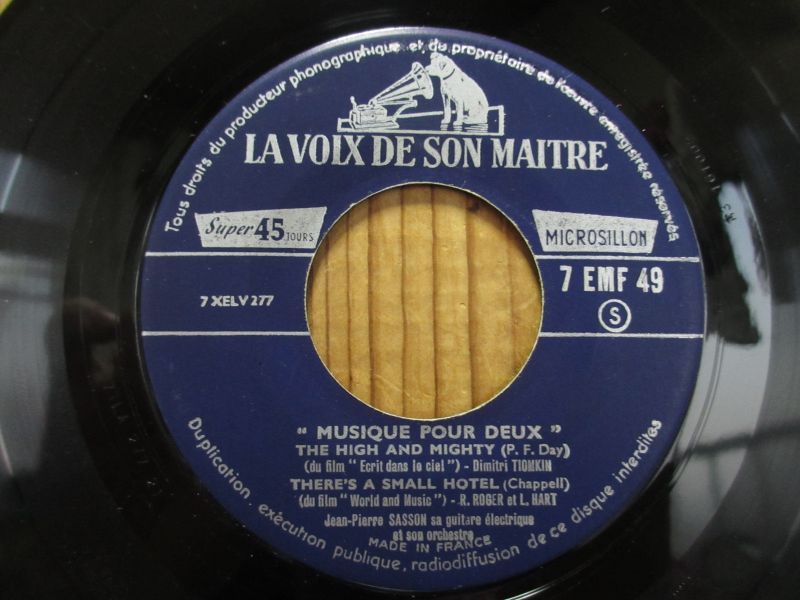 Tous droits du producteur phonographique et du propriétaire de l'œuvre enregistrée réservés
LA VOIX DE SON MAITRE
Super 45 TOURS
MICROSILLON
7 EMF 49
7 XELV 277
S
" MUSIQUE POUR DEUX "
THE HIGH AND MIGHTY (P. F. Day)
(du film " Ecrit dans le ciel ") - Dimitri TIOMKIN
THERE'S A SMALL HOTEL (Chappell)
(du film " World and Music ") - R. ROGER et L. HART
Jean-Pierre SASSON sa guitare électrique
et son orchestre
MADE IN FRANCE
Duplication, exécution publique, radiodiffusion de ce disque interdites